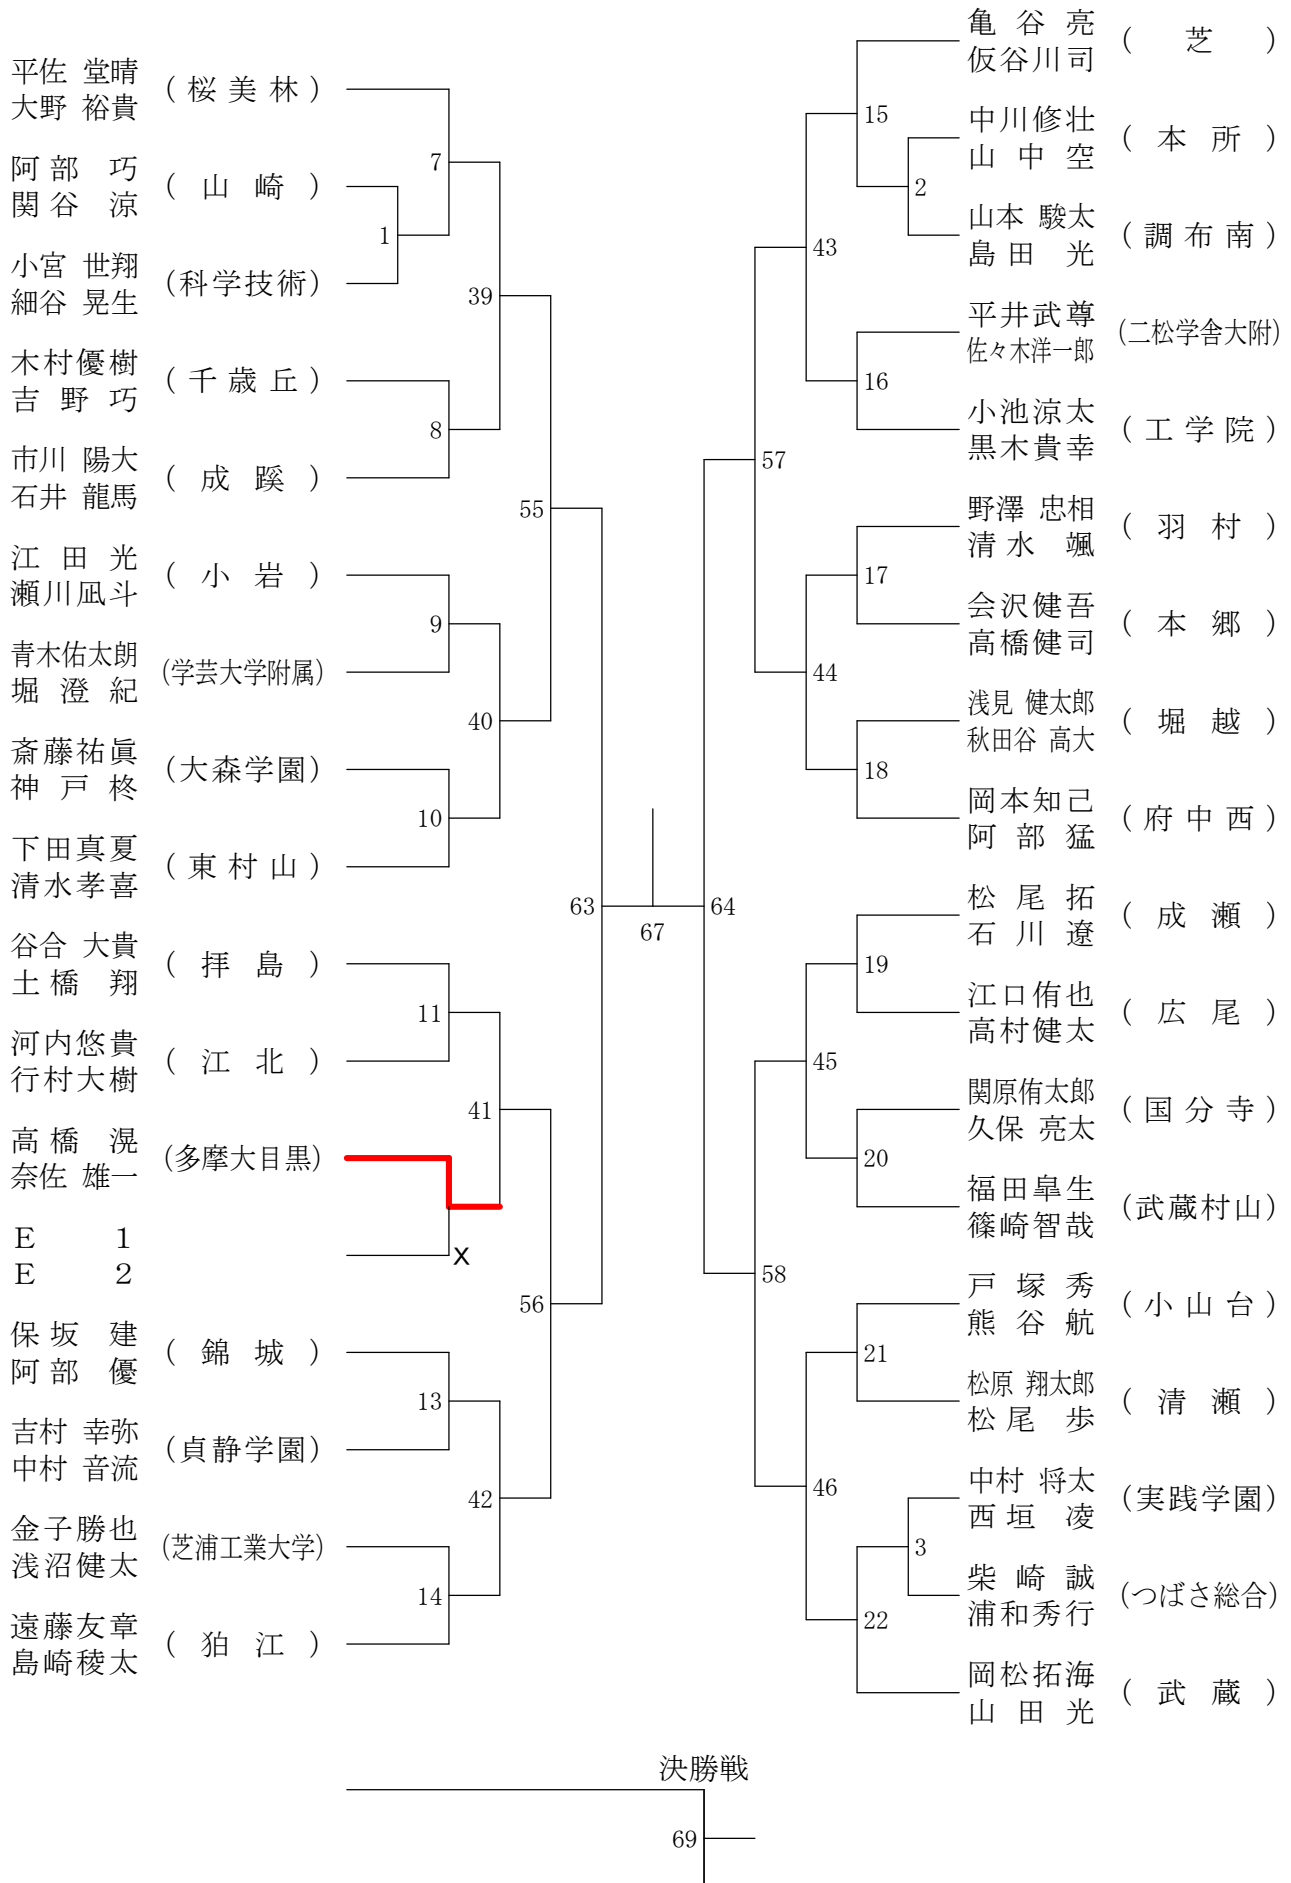 平佐 堂晴
大野 裕貴
(桜美林)
阿部 巧
関谷 涼
(山崎)
小宮 世翔
細谷 晃生
(科学技術)
木村優樹
吉野巧
(千歳丘)
市川 陽大
石井 龍馬
(成蹊)
江田光
瀬川凪斗
(小岩)
青木佑太朗
堀澄紀
(学芸大学附属)
斎藤祐眞
神戸柊
(大森学園)
下田真夏
清水孝喜
(東村山)
谷合 大貴
土橋 翔
(拝島)
河内悠貴
行村大樹
(江北)
高橋 滉
奈佐 雄一
(多摩大目黒)
E 1
E 2
保坂 建
阿部 優
(錦城)
吉村 幸弥
中村 音流
(貞静学園)
金子勝也
浅沼健太
(芝浦工業大学)
遠藤友章
島崎稜太
(狛江)
7
1
39
8
55
9
40
10
63
11
41
x
56
13
42
14
67
亀谷亮
仮谷川司
(芝)
中川修壮
山中空
(本所)
山本 駿太
島田 光
(調布南)
平井武尊
佐々木洋一郎
(二松学舎大附)
小池涼太
黒木貴幸
(工学院)
野澤 忠相
清水 颯
(羽村)
会沢健吾
高橋健司
(本郷)
浅見 健太郎
秋田谷 高大
(堀越)
岡本知己
阿部猛
(府中西)
松尾拓
石川遼
(成瀬)
江口侑也
高村健太
(広尾)
関原侑太郎
久保 亮太
(国分寺)
福田皐生
篠崎智哉
(武蔵村山)
戸塚秀
熊谷航
(小山台)
松原 翔太郎
松尾 歩
(清瀬)
中村 将太
西垣 凌
(実践学園)
柴崎誠
浦和秀行
(つばさ総合)
岡松拓海
山田光
(武蔵)
15
2
43
16
57
17
44
18
64
19
45
20
58
21
46
3
22
決勝戦
69